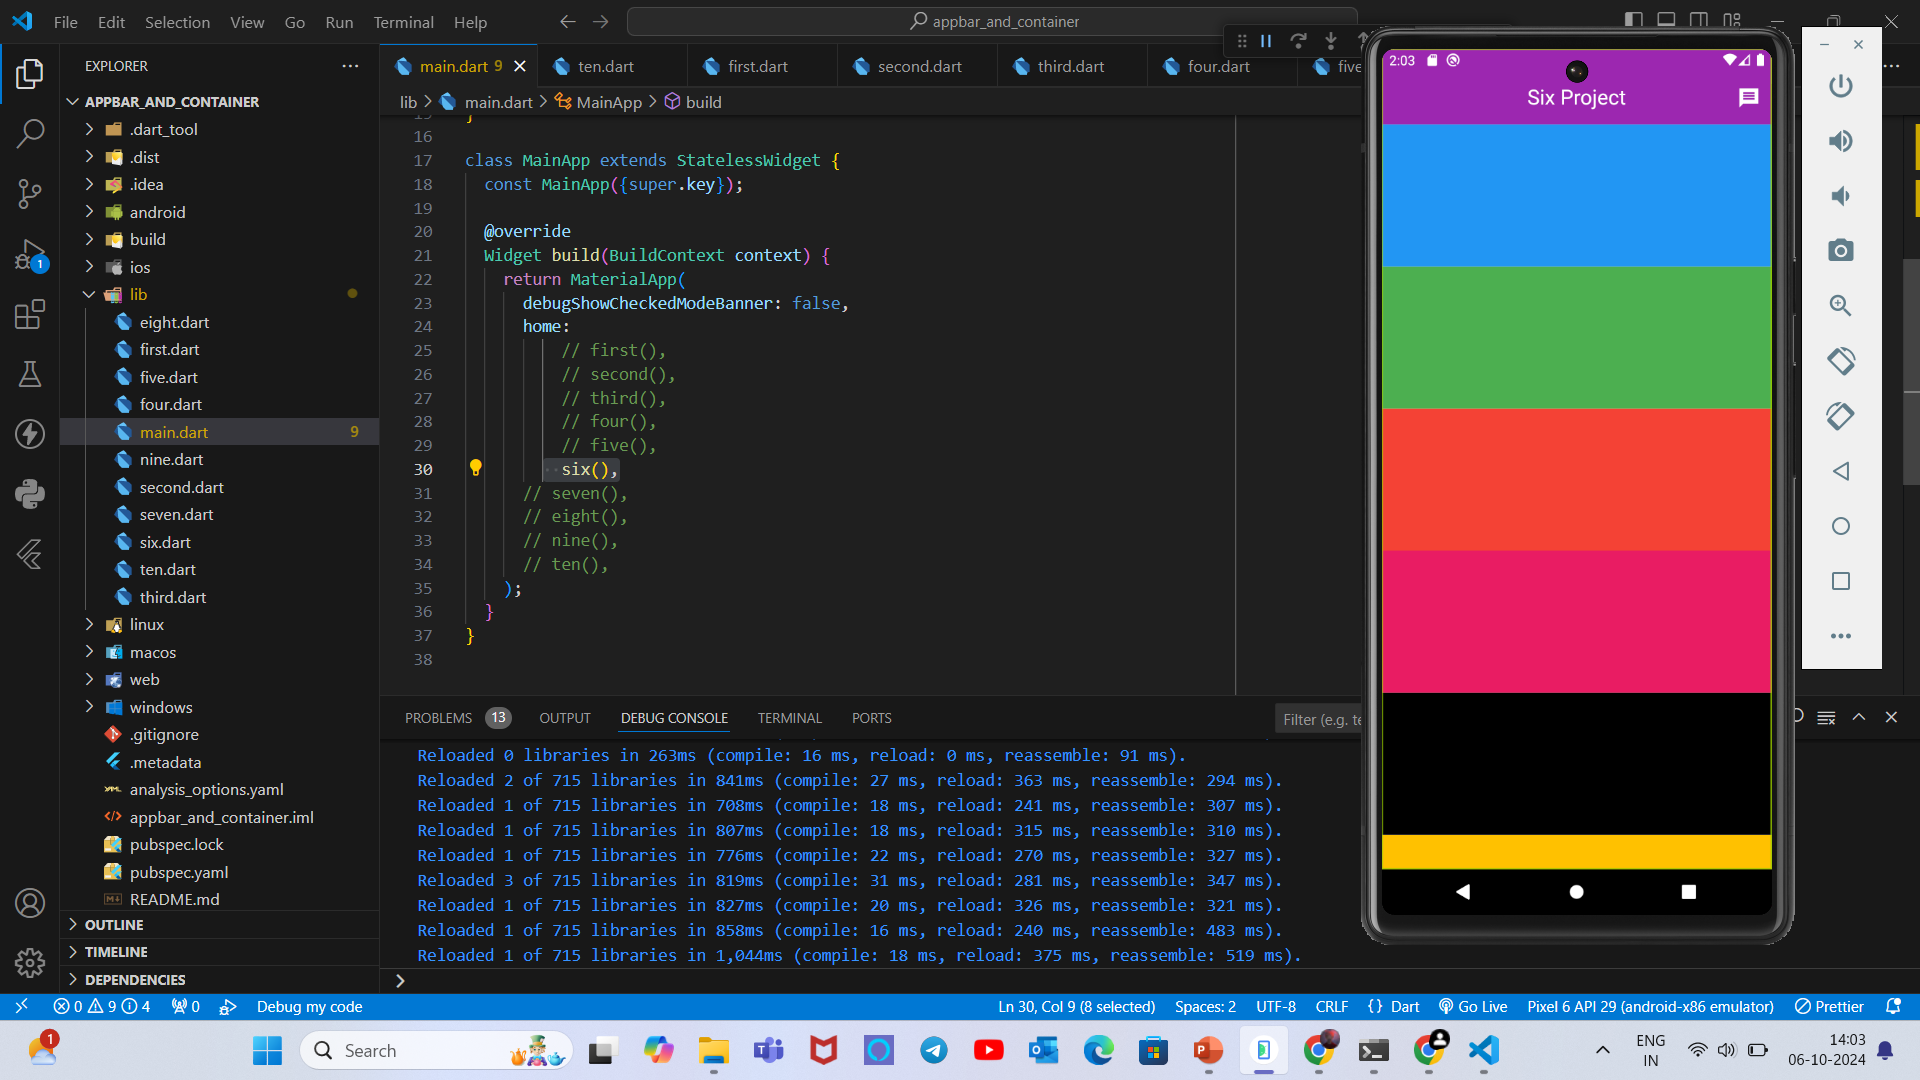 File Edit Selection View Go Run Terminal Help
appbar_and_container
EXPLORER
APPBAR_AND_CONTAINER
.dart_tool
.dist
.idea
android
build
ios
lib
eight.dart
first.dart
five.dart
four.dart
main.dart 9
nine.dart
second.dart
seven.dart
six.dart
ten.dart
third.dart
linux
macos
web
windows
.gitignore
.metadata
analysis_options.yaml
appbar_and_container.iml
pubspec.lock
pubspec.yaml
README.md
OUTLINE
TIMELINE
DEPENDENCIES
1
main.dart 9 ten.dart first.dart second.dart third.dart four.dart five
lib > main.dart > MainApp > build
15 }
16
17 class MainApp extends StatelessWidget {
18 const MainApp({super.key});
19
20 @override
21 Widget build(BuildContext context) {
22 return MaterialApp(
23 debugShowCheckedModeBanner: false,
24 home:
25 // first(),
26 // second(),
27 // third(),
28 // four(),
29 // five(),
30 six(),
31 // seven(),
32 // eight(),
33 // nine(),
34 // ten(),
35 );
36 }
37 }
38
PROBLEMS 13 OUTPUT DEBUG CONSOLE TERMINAL PORTS
Filter (e.g. te
Reloaded 0 libraries in 263ms (compile: 16 ms, reload: 0 ms, reassemble: 91 ms).
Reloaded 2 of 715 libraries in 841ms (compile: 27 ms, reload: 363 ms, reassemble: 294 ms).
Reloaded 1 of 715 libraries in 708ms (compile: 18 ms, reload: 241 ms, reassemble: 307 ms).
Reloaded 1 of 715 libraries in 807ms (compile: 18 ms, reload: 315 ms, reassemble: 310 ms).
Reloaded 1 of 715 libraries in 776ms (compile: 22 ms, reload: 270 ms, reassemble: 327 ms).
Reloaded 3 of 715 libraries in 819ms (compile: 31 ms, reload: 281 ms, reassemble: 347 ms).
Reloaded 1 of 715 libraries in 827ms (compile: 20 ms, reload: 326 ms, reassemble: 321 ms).
Reloaded 1 of 715 libraries in 858ms (compile: 16 ms, reload: 240 ms, reassemble: 483 ms).
Reloaded 1 of 715 libraries in 1,044ms (compile: 18 ms, reload: 375 ms, reassemble: 519 ms).
2:03
Six Project
0 9 4 0 Debug my code
Ln 30, Col 9 (8 selected) Spaces: 2 UTF-8 CRLF {} Dart Go Live Pixel 6 API 29 (android-x86 emulator) Prettier
1
Search
ENG
IN
14:03
06-10-2024